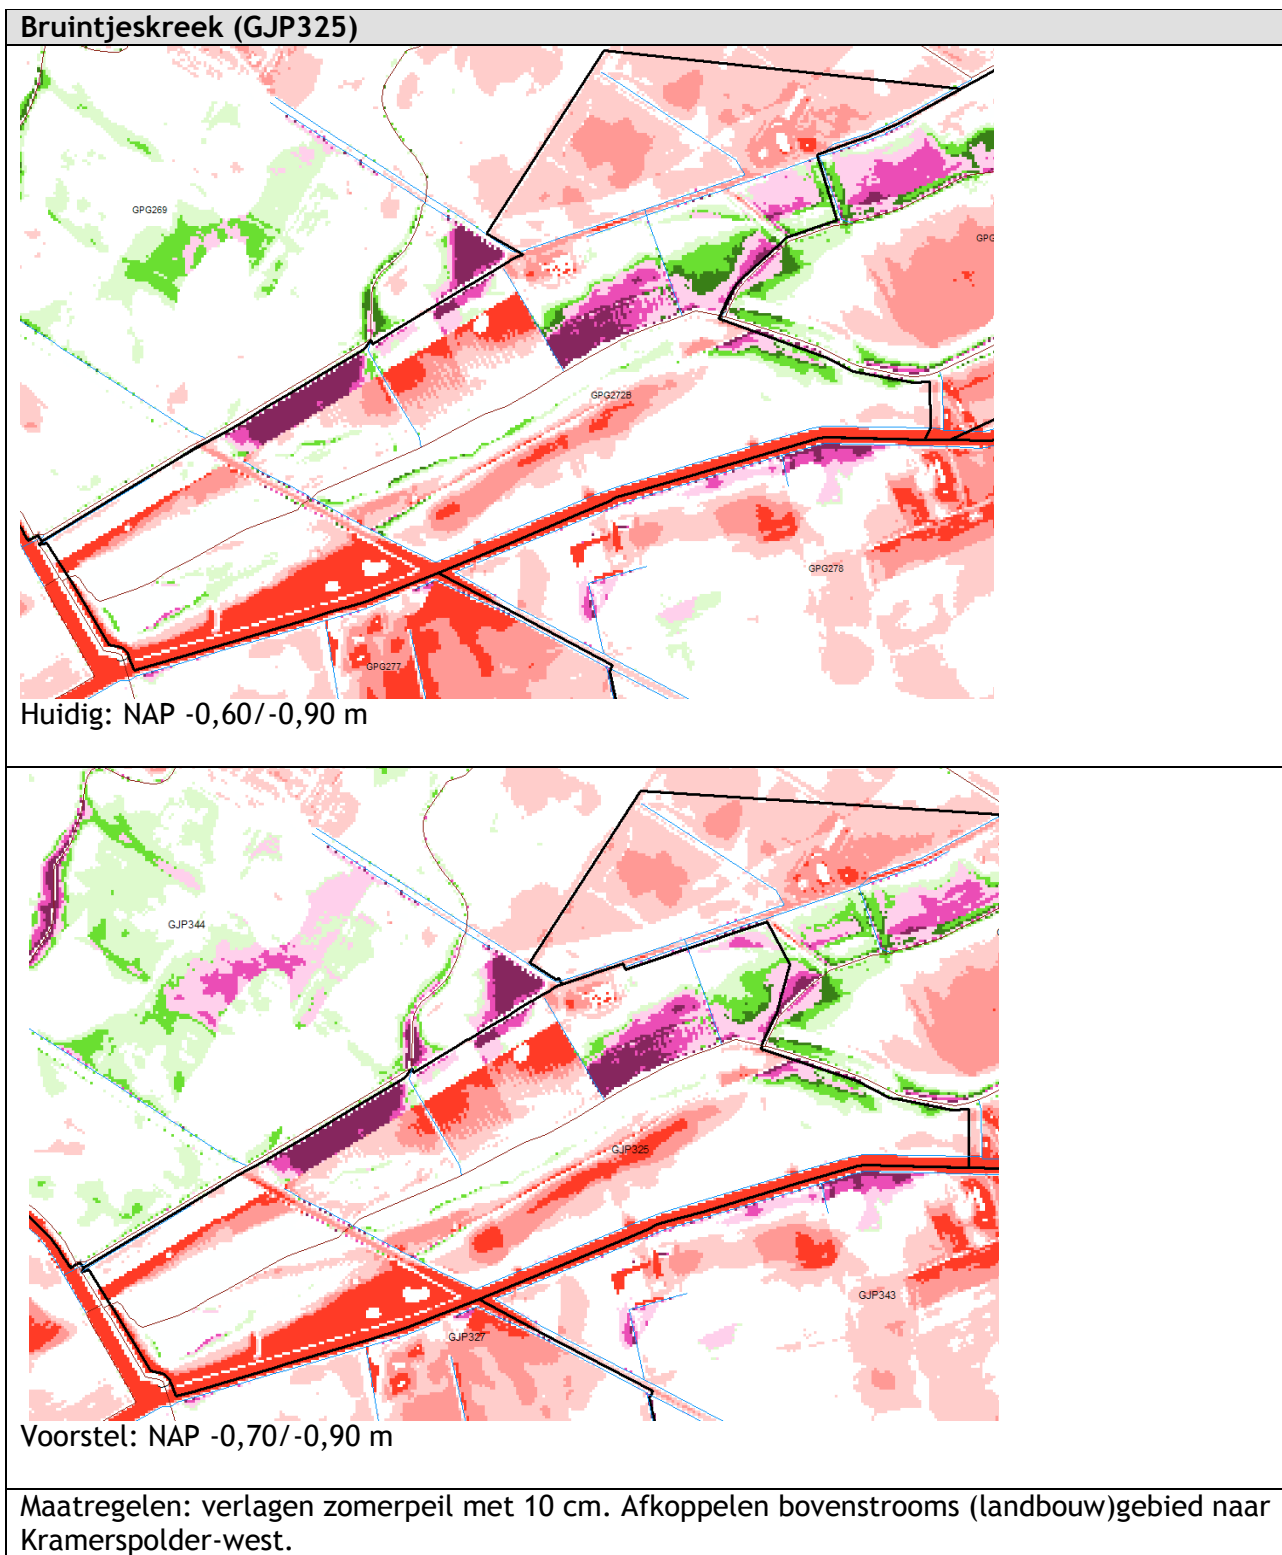 Bruintjeskreek (GJP325)
GPG269
GPG
GPG272B
GPG278
GPG277
Huidig: NAP -0,60/-0,90 m
GJP344
GJP325
GJP343
GJP327
Voorstel: NAP -0,70/-0,90 m
Maatregelen: verlagen zomerpeil met 10 cm. Afkoppelen bovenstrooms (landbouw)gebied naar
Kramerspolder-west.